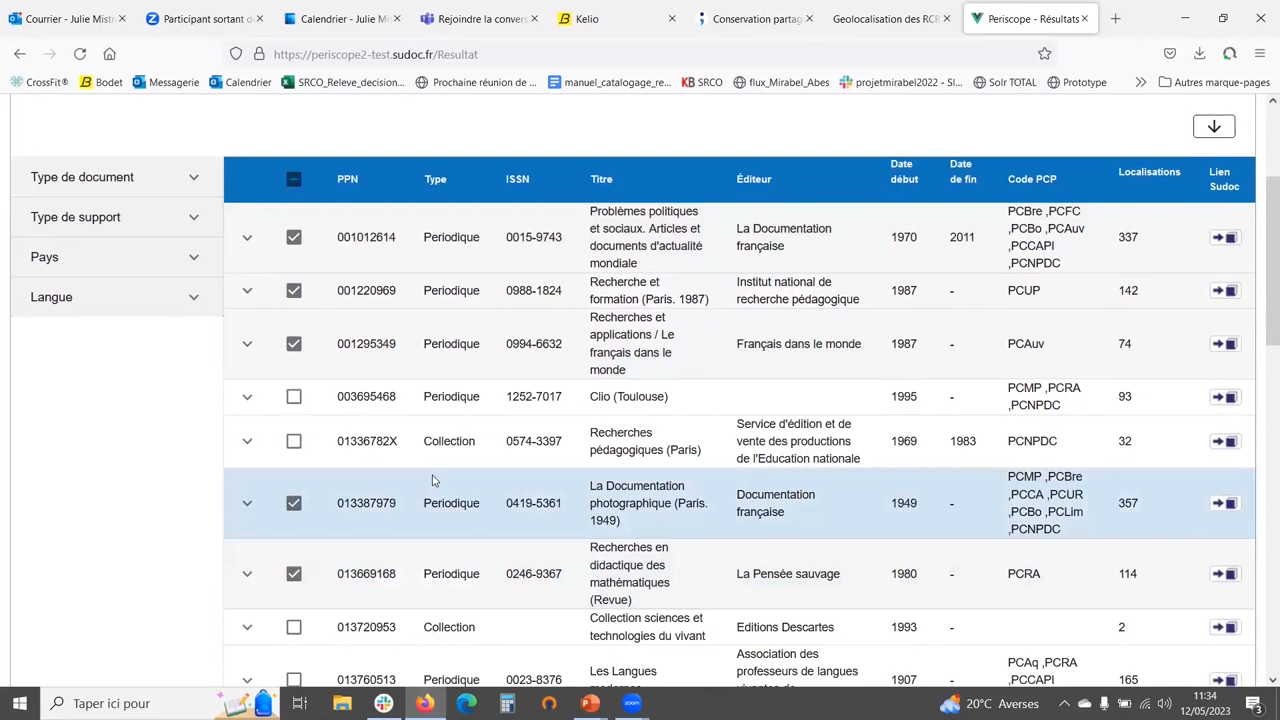 Courrier - Julie Mistr
Participant sortant d
Calendrier - Julie Mis
Rejoindre la convers
Kelio
Conservation partag
Geolocalisation des RCR
Periscope - Résultats
https://periscope2-test.sudoc.fr/Resultat
CrossFit®
Bodet
Messagerie
Calendrier
SRCO_Releve_decision...
Prochaine réunion de ...
manuel_catalogage_re...
KB SRCO
flux_Mirabel_Abes
projetmirabel2022 - Sl...
Solr TOTAL
Prototype
Autres marque-pages
Type de document
Type de support
Pays
Langue
PPN
Type
ISSN
Titre
Éditeur
Date
début
Date
de fin
Code PCP
Localisations
Lien
Sudoc
001012614
Periodique
0015-9743
Problèmes politiques
et sociaux. Articles et
documents d'actualité
mondiale
La Documentation
française
1970
2011
PCBre ,PCFC
,PCBo ,PCAuv
,PCCAPI
,PCNPDC
337
001220969
Periodique
0988-1824
Recherche et
formation (Paris. 1987)
Institut national de
recherche pédagogique
1987
-
PCUP
142
001295349
Periodique
0994-6632
Recherches et
applications / Le
français dans le
monde
Français dans le monde
1987
-
PCAuv
74
003695468
Periodique
1252-7017
Clio (Toulouse)
1995
-
PCMP ,PCRA
,PCNPDC
93
01336782X
Collection
0574-3397
Recherches
pédagogiques (Paris)
Service d'édition et de
vente des productions
de l'Education nationale
1969
1983
PCNPDC
32
013387979
Periodique
0419-5361
La Documentation
photographique (Paris.
1949)
Documentation
française
1949
-
PCMP ,PCBre
,PCCA ,PCUR
,PCBo ,PCLim
,PCNPDC
357
013669168
Periodique
0246-9367
Recherches en
didactique des
mathématiques
(Revue)
La Pensée sauvage
1980
-
PCRA
114
013720953
Collection
Collection sciences et
technologies du vivant
Editions Descartes
1993
-
2
013760513
Periodique
0023-8376
Les Langues
Association des
professeurs de langues
1907
-
PCAq ,PCRA
,PCCAPI
165
Taper ici pour
zoom
20°C Averses
11:34
12/05/2023
3